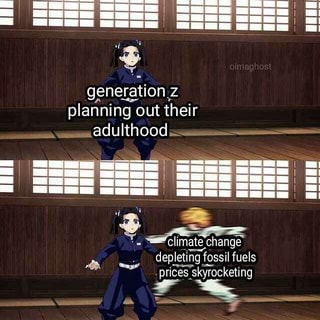 oimaghost
generation z
planning out their
adulthood
climate change
depleting fossil fuels
prices skyrocketing